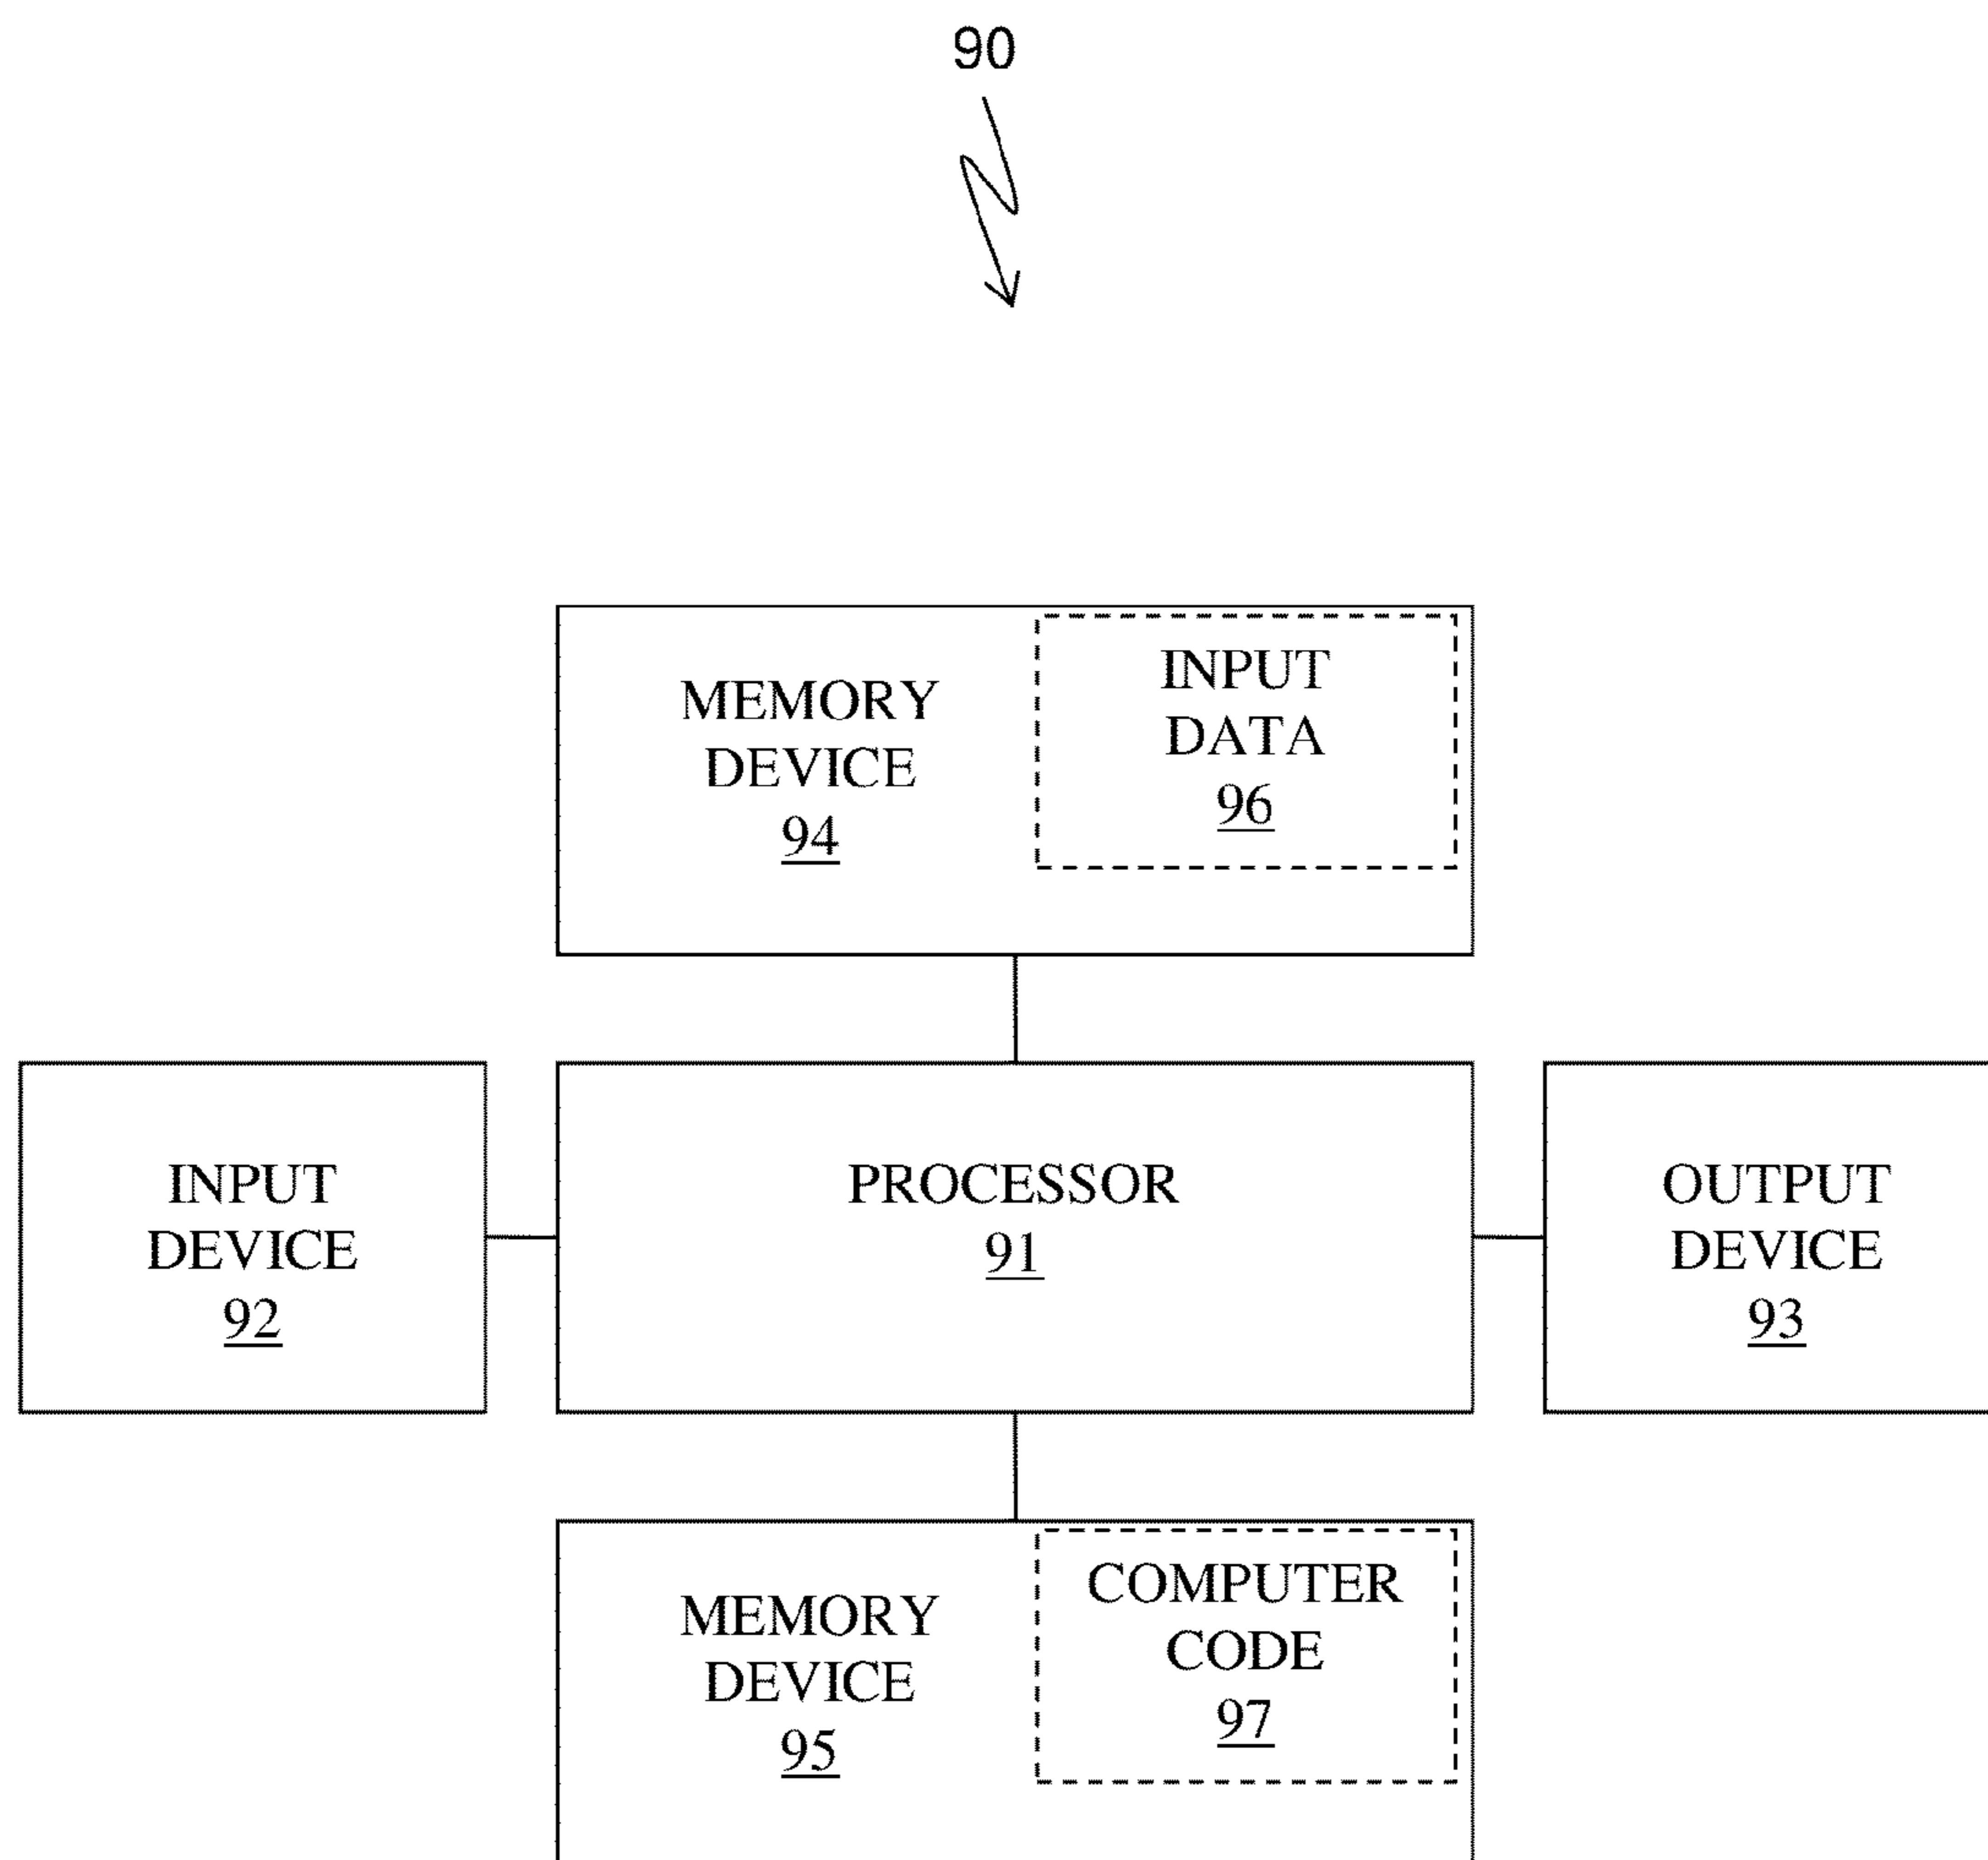 90
MEMORY
DEVICE
94
INPUT
DATA
96
INPUT
DEVICE
92
PROCESSOR
91
OUTPUT
DEVICE
93
MEMORY
DEVICE
95
COMPUTER
CODE
97